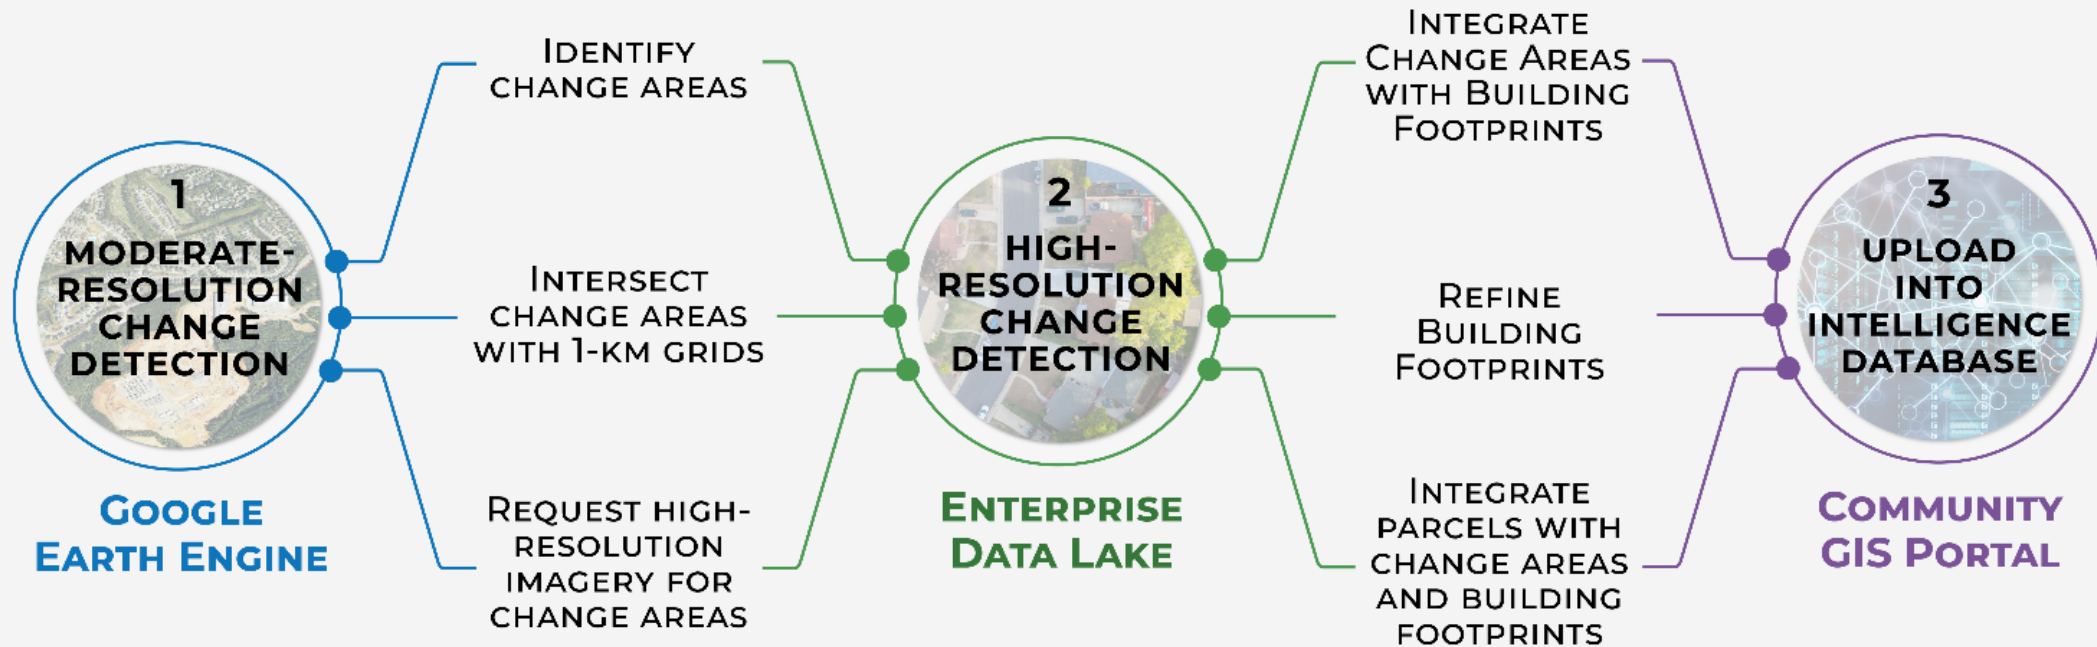 1
MODERATE-
RESOLUTION
CHANGE
DETECTION
GOOGLE
EARTH ENGINE
IDENTIFY
CHANGE AREAS
INTERSECT
CHANGE AREAS
WITH 1-KM GRIDS
REQUEST HIGH-
RESOLUTION
IMAGERY FOR
CHANGE AREAS
2
HIGH-
RESOLUTION
CHANGE
DETECTION
ENTERPRISE
DATA LAKE
INTEGRATE
CHANGE AREAS
WITH BUILDING
FOOTPRINTS
REFINE
BUILDING
FOOTPRINTS
INTEGRATE
PARCELS WITH
CHANGE AREAS
AND BUILDING
FOOTPRINTS
3
UPLOAD
INTO
INTELLIGENCE
DATABASE
COMMUNITY
GIS PORTAL